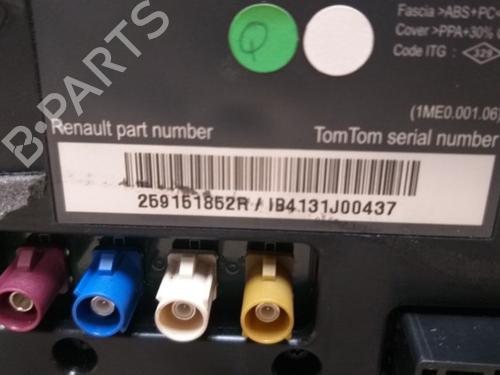 Fascia >ABS+PC
Cover >PPA+30%
Code ITG : 329
Q
(1ME0.001.06)
Renault part number
TomTom serial number
259151852R / IB4131J00437
B-PARTS